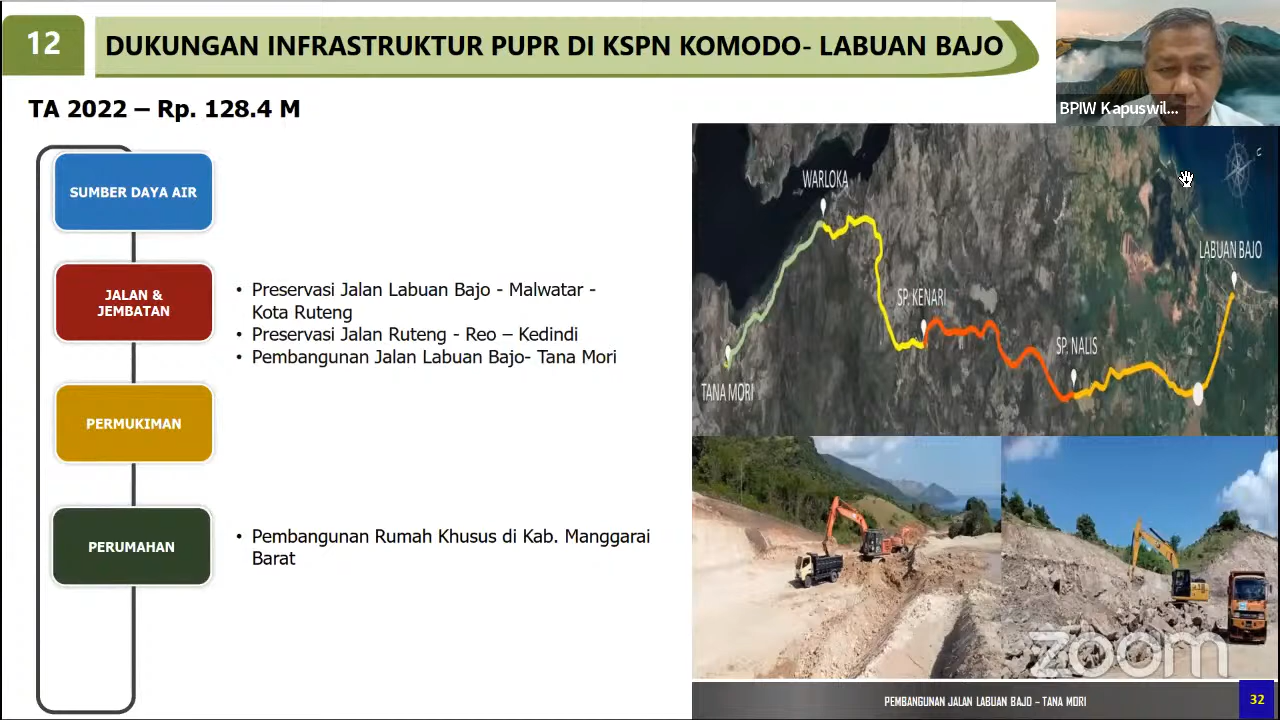 12
DUKUNGAN INFRASTRUKTUR PUPR DI KSPN KOMODO- LABUAN BAJO
BPIW Kapuswil...
TA 2022 – Rp. 128.4 M
SUMBER DAYA AIR
JALAN &
JEMBATAN
• Preservasi Jalan Labuan Bajo - Malwatar -
Kota Ruteng
• Preservasi Jalan Ruteng - Reo – Kedindi
• Pembangunan Jalan Labuan Bajo- Tana Mori
PERMUKIMAN
PERUMAHAN
• Pembangunan Rumah Khusus di Kab. Manggarai
Barat
WARLOKA
LABUAN BAJO
SP. KENARI
SP. NALIS
TANA MORI
zoom
PEMBANGUNAN JALAN LABUAN BAJO – TANA MORI
32